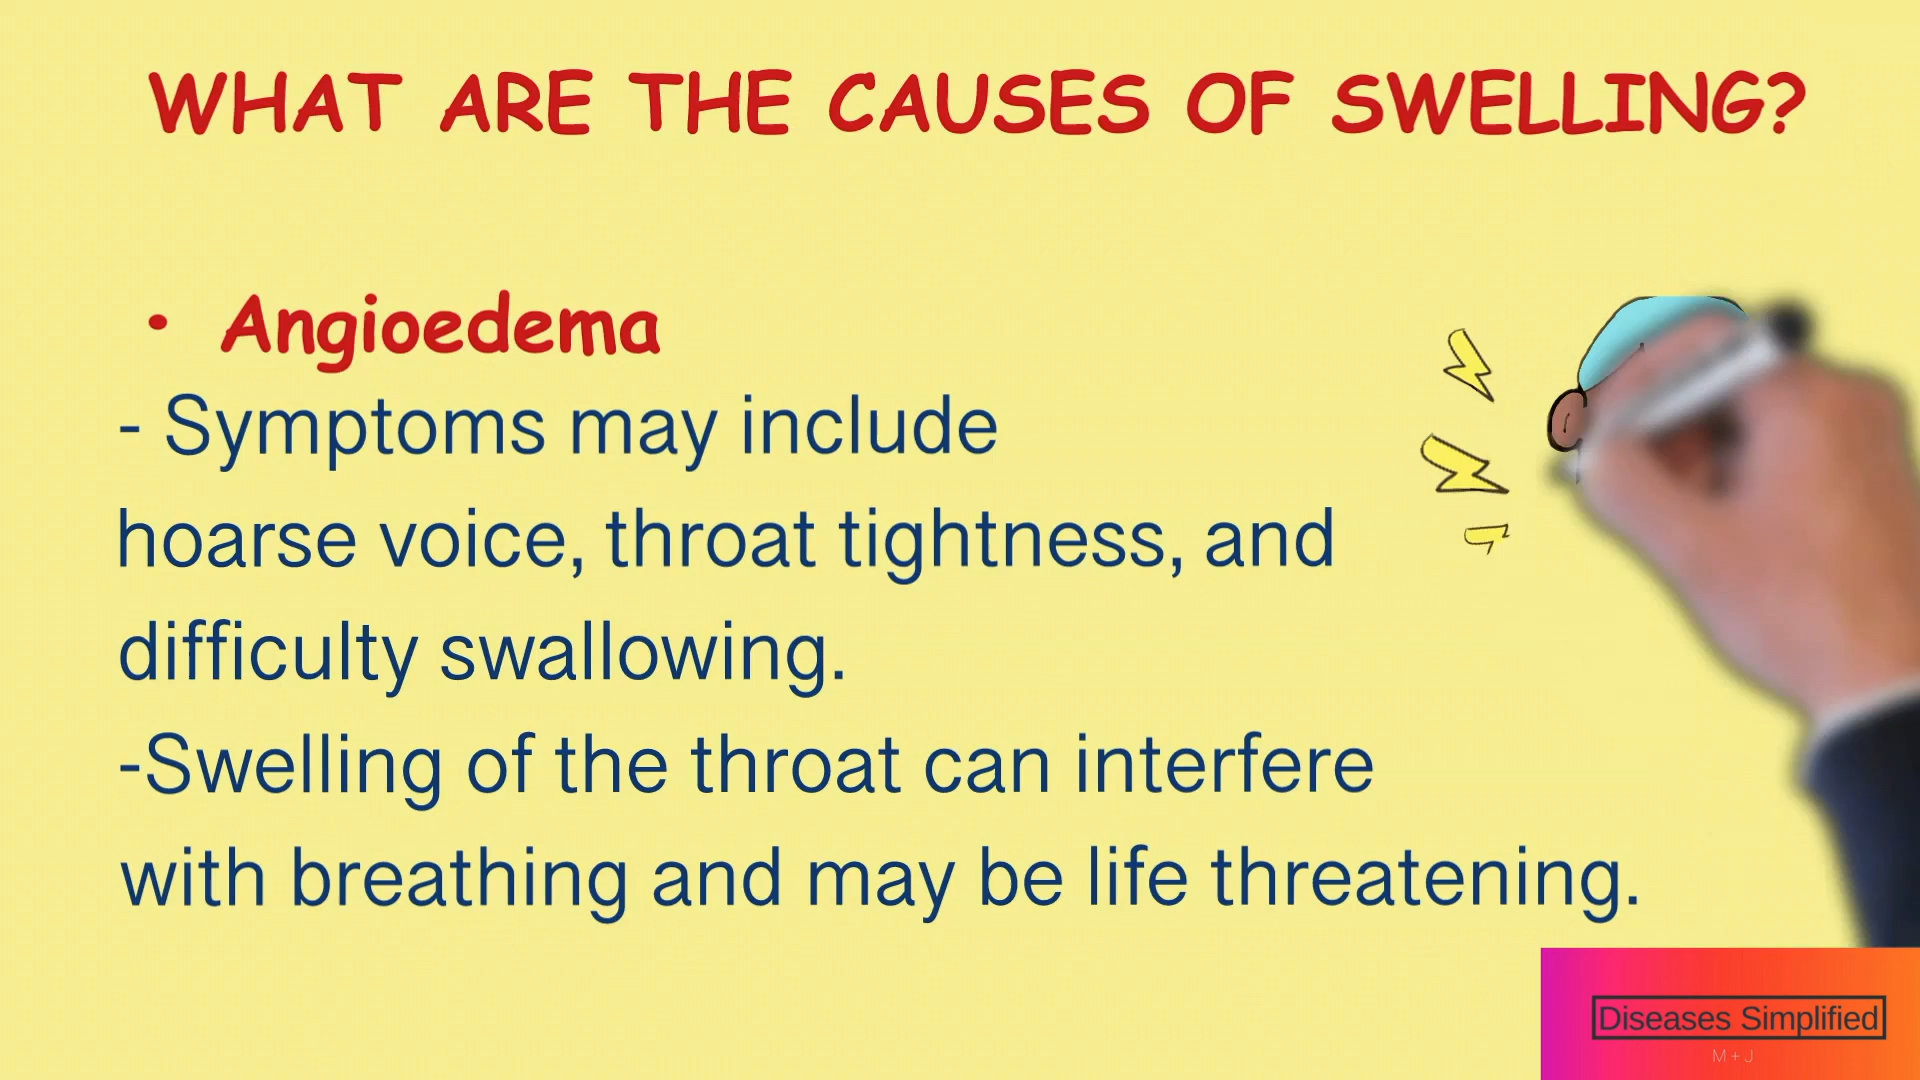 WHAT ARE THE CAUSES OF SWELLING?
• Angioedema
- Symptoms may include
hoarse voice, throat tightness, and
difficulty swallowing.
-Swelling of the throat can interfere
with breathing and may be life threatening.
Diseases Simplified
M+J